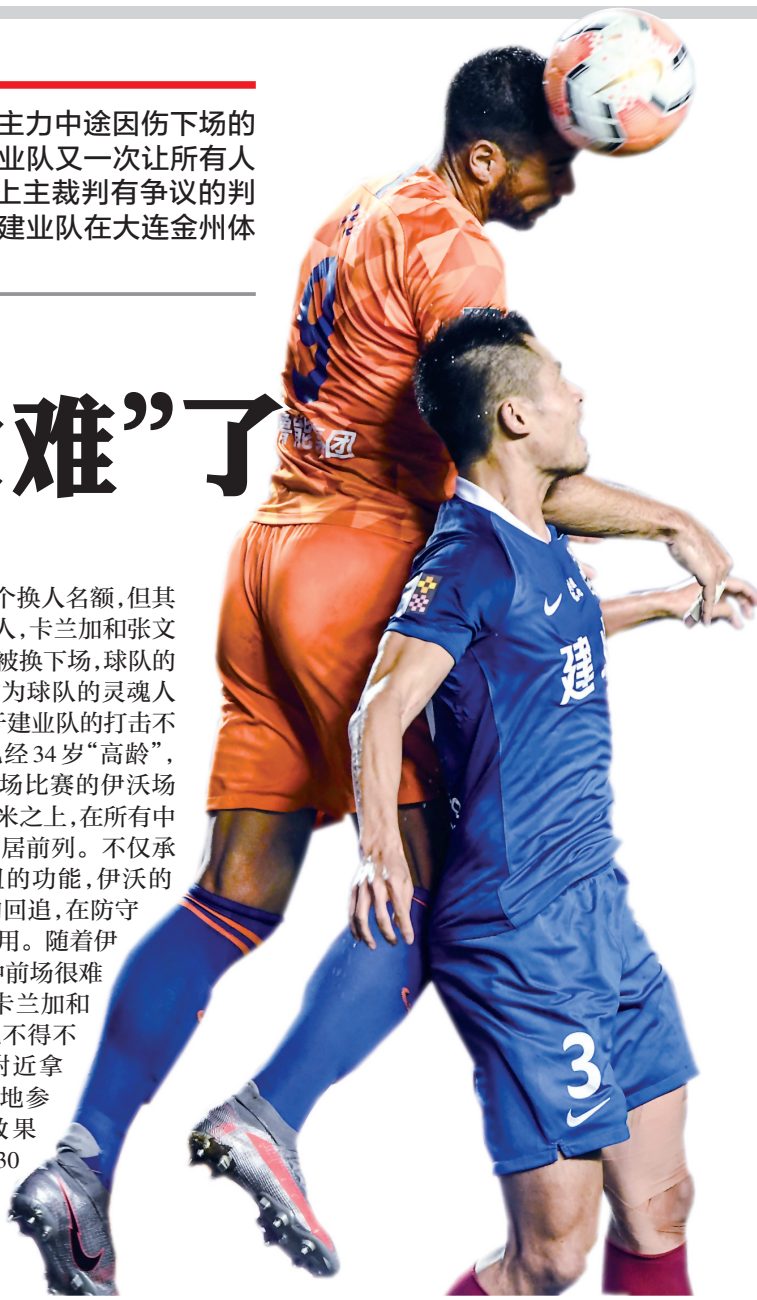 主力中途因伤下场的
业队又一次让所有人
上主裁判有争议的判
建业队在大连金州体
难”了
个换人名额,但其
人,卡兰加和张文
被换下场,球队的
为球队的灵魂人
建业队的打击不
经34岁“高龄”,
场比赛的伊沃场
米之上,在所有中
居前列。不仅承
的功能,伊沃的
回追,在防守
用。随着伊
前场很难
卡兰加和
不得不
附近拿
地参
效果
30
9
鲁能集团
建
3